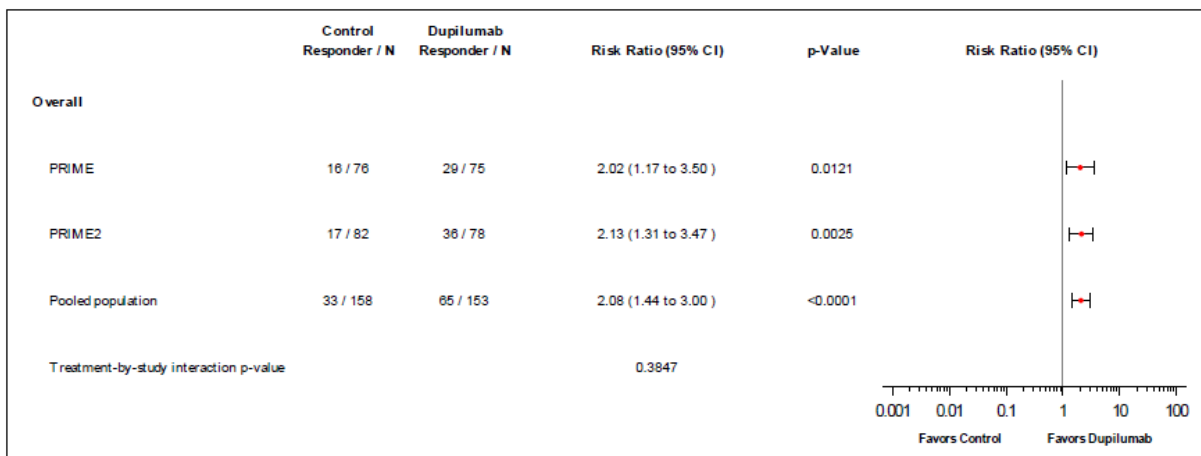 Control Responder / N Dupilumab Responder / N Risk Ratio (95% CI) p-Value Risk Ratio (95% CI)
Overall
PRIME 16 / 76 29 / 75 2.02 (1.17 to 3.50 ) 0.0121
PRIME2 17 / 82 36 / 78 2.13 (1.31 to 3.47 ) 0.0025
Pooled population 33 / 158 65 / 153 2.08 (1.44 to 3.00 ) <0.0001
Treatment-by-study interaction p-value 0.3847
0.001 0.01 0.1 1 10 100
Favors Control Favors Dupilumab